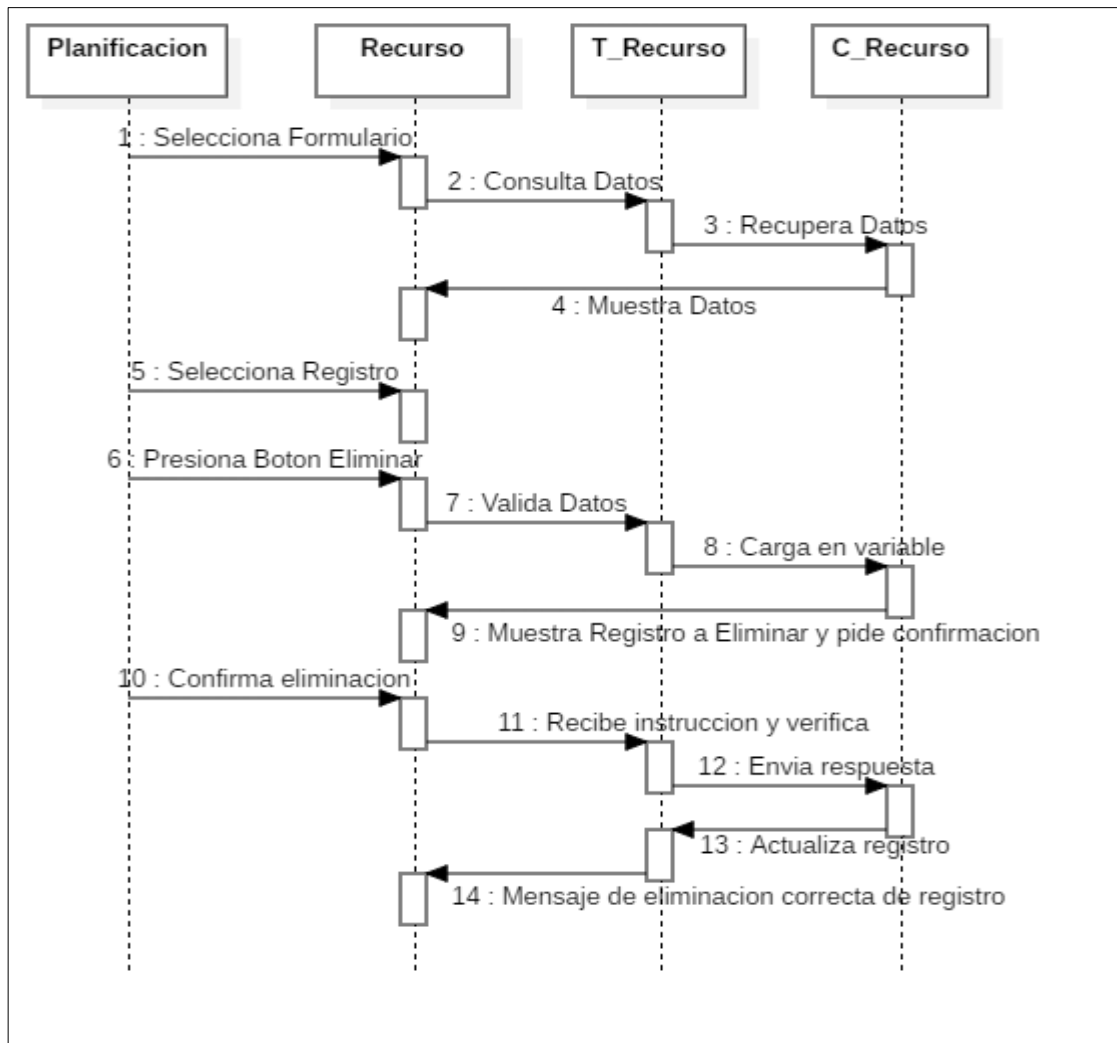 Planificacion
Recurso
T_Recurso
C_Recurso
1 : Selecciona Formulario
2 : Consulta Datos
3 : Recupera Datos
4 : Muestra Datos
5 : Selecciona Registro
6 : Presiona Boton Eliminar
7 : Valida Datos
8 : Carga en variable
9 : Muestra Registro a Eliminar y pide confirmacion
10 : Confirma eliminacion
11 : Recibe instruccion y verifica
12 : Envia respuesta
13 : Actualiza registro
14 : Mensaje de eliminacion correcta de registro